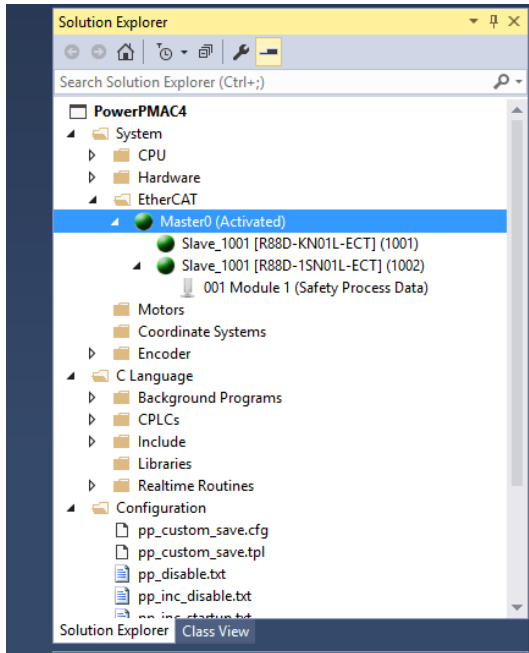 Solution Explorer
Search Solution Explorer (Ctrl+;)
PowerPMAC4
System
CPU
Hardware
EtherCAT
Master0 (Activated)
Slave_1001 [R88D-KN01L-ECT] (1001)
Slave_1001 [R88D-1SN01L-ECT] (1002)
001 Module 1 (Safety Process Data)
Motors
Coordinate Systems
Encoder
C Language
Background Programs
CPLCs
Include
Libraries
Realtime Routines
Configuration
pp_custom_save.cfg
pp_custom_save.tpl
pp_disable.txt
pp_inc_disable.txt
pp_inc_startup.txt
Solution Explorer Class View